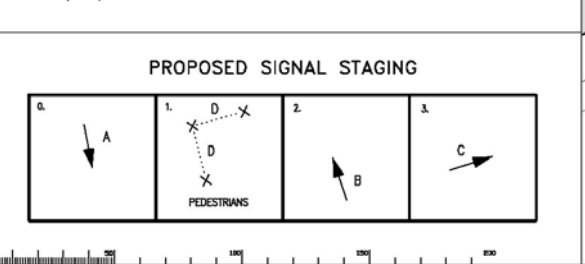 PROPOSED SIGNAL STAGING
0.
A
1.
D
D
PEDESTRIANS
2.
B
3.
C
50
100
150
200